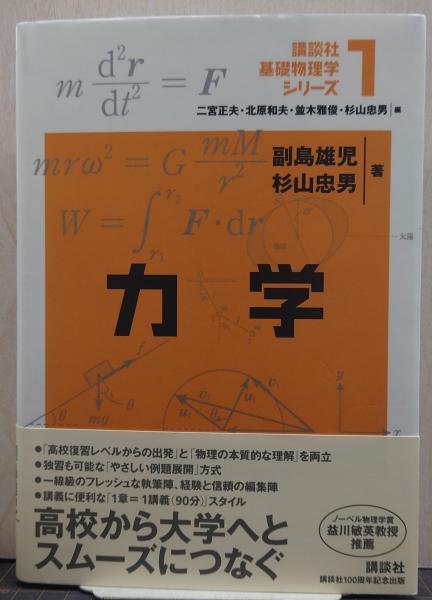 講談社
基礎物理学
シリーズ
1
二宮正夫・北原和夫・並木雅俊・杉山忠男 編
m d²r/dt² = F
副島雄児
杉山忠男
著
mrω² = G mM/r²
W = ∫r₁r₂ F・dr
太陽
地球
力学
f
θ
mg
θ
y
x
●「高校復習レベルからの出発」と「物理の本質的な理解」を両立
●独習も可能な「やさしい例題展開」方式
●一線級のフレッシュな執筆陣、経験と信頼の編集陣
●講義に便利な「1章=1講義(90分)」スタイル
高校から大学へと
スムーズにつなぐ
ノーベル物理学賞
益川敏英教授
推薦
講談社
講談社100周年記念出版